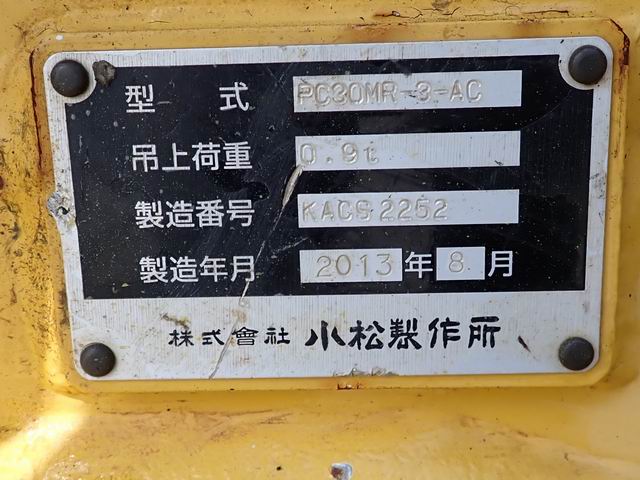 型 式 PC30MR-3-AC
吊上荷重 0.9t
製造番号 KACS2252
製造年月 2013年8月
株式會社 小松製作所